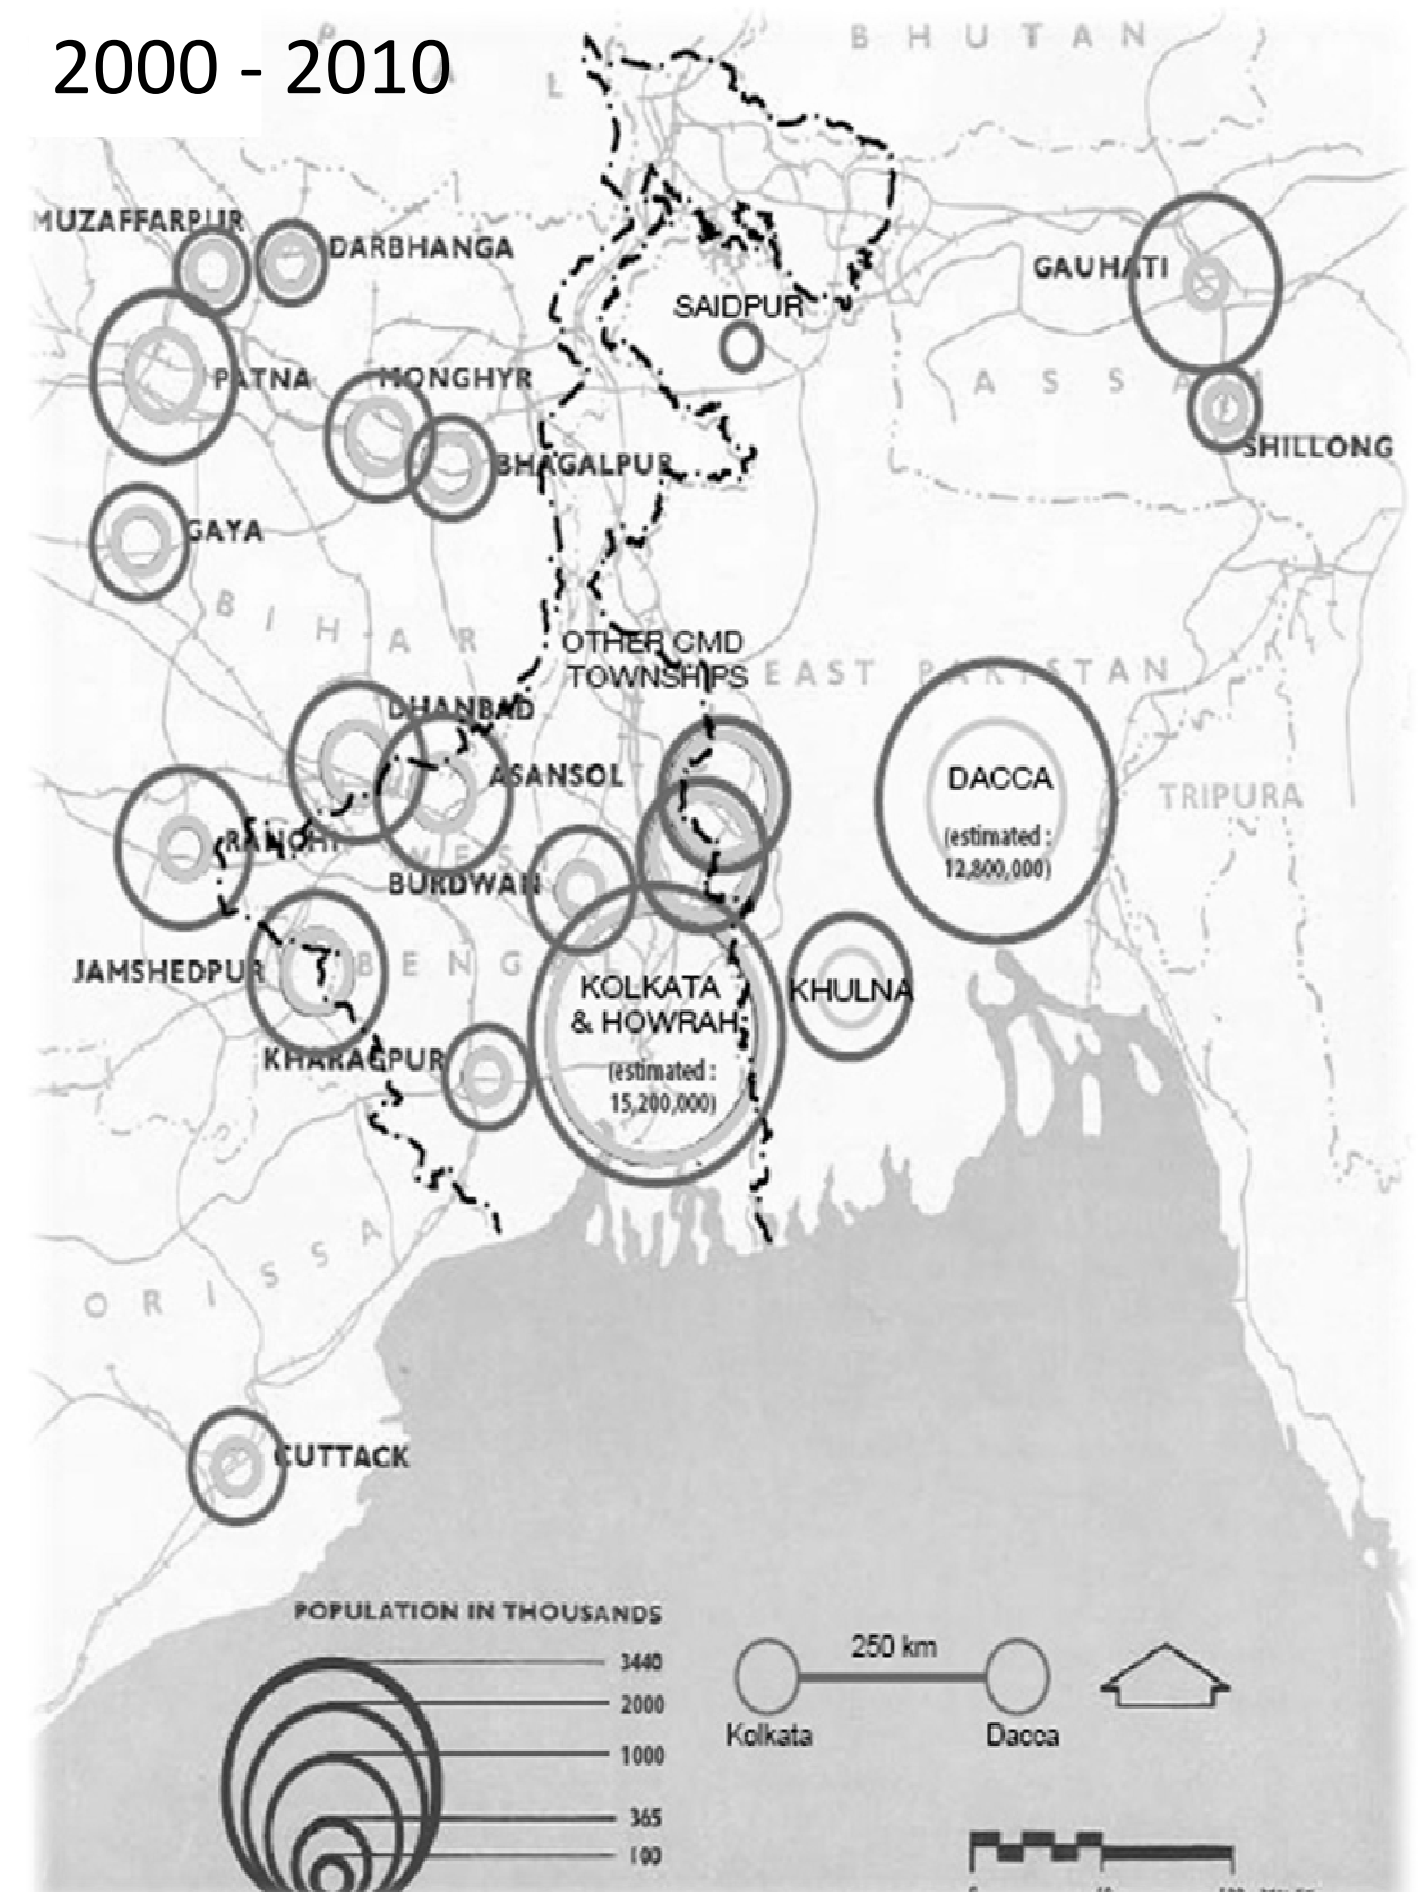 2000 - 2010
P A L
BHUTAN
MUZAFFARPUR
DARBHANGA
GAUHATI
SAIDPUR
PATNA
MONGHYR
ASSAM
BHAGALPUR
SHILLONG
GAYA
BIHAR
OTHER CMD
TOWNSHIPS
EAST PAKISTAN
DHANBAD
ASANSOL
DACCA
(estimated :
12,800,000)
TRIPURA
RANCHI
WEST
BURDWAN
JAMSHEDPUR
BENGAL
KOLKATA
& HOWRAH
(estimated :
15,200,000)
KHULNA
KHARAGPUR
ORISSA
CUTTACK
POPULATION IN THOUSANDS
3440
2000
1000
365
100
250 km
Kolkata
Dacca